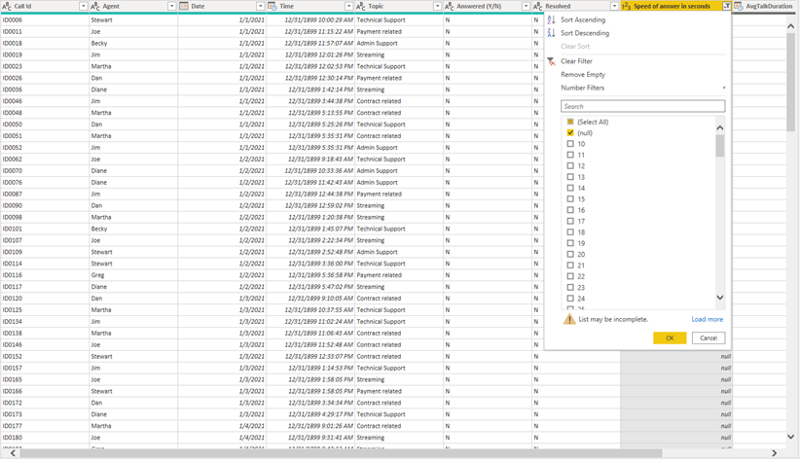 Call Id Agent Date Time Topic Answered (Y/N) Resolved 1²3 Speed of answer in seconds AvgTalkDuration
ID0006 Stewart 1/1/2021 12/31/1899 10:00:29 AM Technical Support N N
ID0011 Joe 1/1/2021 12/31/1899 11:15:22 AM Payment related N N
ID0018 Becky 1/1/2021 12/31/1899 11:57:07 AM Admin Support N N
ID0019 Jim 1/1/2021 12/31/1899 12:01:26 PM Streaming N N
ID0023 Martha 1/1/2021 12/31/1899 12:02:53 PM Technical Support N N
ID0026 Dan 1/1/2021 12/31/1899 12:30:14 PM Payment related N N
ID0036 Diane 1/1/2021 12/31/1899 1:42:14 PM Streaming N N
ID0046 Jim 1/1/2021 12/31/1899 3:44:38 PM Contract related N N
ID0048 Martha 1/1/2021 12/31/1899 5:13:55 PM Contract related N N
ID0050 Dan 1/1/2021 12/31/1899 5:25:26 PM Technical Support N N
ID0051 Martha 1/1/2021 12/31/1899 5:35:31 PM Contract related N N
ID0052 Jim 1/1/2021 12/31/1899 5:35:31 PM Admin Support N N
ID0062 Joe 1/2/2021 12/31/1899 9:18:43 AM Technical Support N N
ID0070 Diane 1/2/2021 12/31/1899 10:33:36 AM Admin Support N N
ID0076 Diane 1/2/2021 12/31/1899 11:42:43 AM Admin Support N N
ID0087 Jim 1/2/2021 12/31/1899 12:44:38 PM Payment related N N
ID0090 Dan 1/2/2021 12/31/1899 12:59:02 PM Streaming N N
ID0098 Martha 1/2/2021 12/31/1899 1:20:38 PM Streaming N N
ID0101 Becky 1/2/2021 12/31/1899 1:45:07 PM Technical Support N N
ID0107 Joe 1/2/2021 12/31/1899 2:22:34 PM Streaming N N
ID0109 Stewart 1/2/2021 12/31/1899 2:52:48 PM Admin Support N N
ID0114 Stewart 1/2/2021 12/31/1899 3:36:00 PM Technical Support N N
ID0116 Greg 1/2/2021 12/31/1899 5:36:58 PM Payment related N N
ID0117 Diane 1/2/2021 12/31/1899 5:47:02 PM Streaming N N
ID0120 Dan 1/3/2021 12/31/1899 9:10:05 AM Contract related N N
ID0125 Martha 1/3/2021 12/31/1899 10:37:55 AM Technical Support N N
ID0134 Jim 1/3/2021 12/31/1899 11:02:24 AM Technical Support N N
ID0138 Martha 1/3/2021 12/31/1899 11:06:43 AM Contract related N N
ID0146 Joe 1/3/2021 12/31/1899 11:52:48 AM Contract related N N
ID0152 Stewart 1/3/2021 12/31/1899 12:33:07 PM Contract related N N null
ID0157 Jim 1/3/2021 12/31/1899 1:14:53 PM Technical Support N N null
ID0165 Joe 1/3/2021 12/31/1899 1:58:05 PM Streaming N N null
ID0166 Stewart 1/3/2021 12/31/1899 1:58:05 PM Payment related N N null
ID0172 Dan 1/3/2021 12/31/1899 3:34:34 PM Contract related N N null
ID0173 Diane 1/3/2021 12/31/1899 4:29:17 PM Technical Support N N null
ID0177 Martha 1/4/2021 12/31/1899 9:01:26 AM Contract related N N null
ID0180 Joe 1/4/2021 12/31/1899 9:31:41 AM Streaming N N null
Sort Ascending
Sort Descending
Clear Sort
Clear Filter
Remove Empty
Number Filters
Search
(Select All)
(null)
10
11
12
13
14
15
16
17
18
19
20
21
22
23
24
List may be incomplete. Load more
OK Cancel